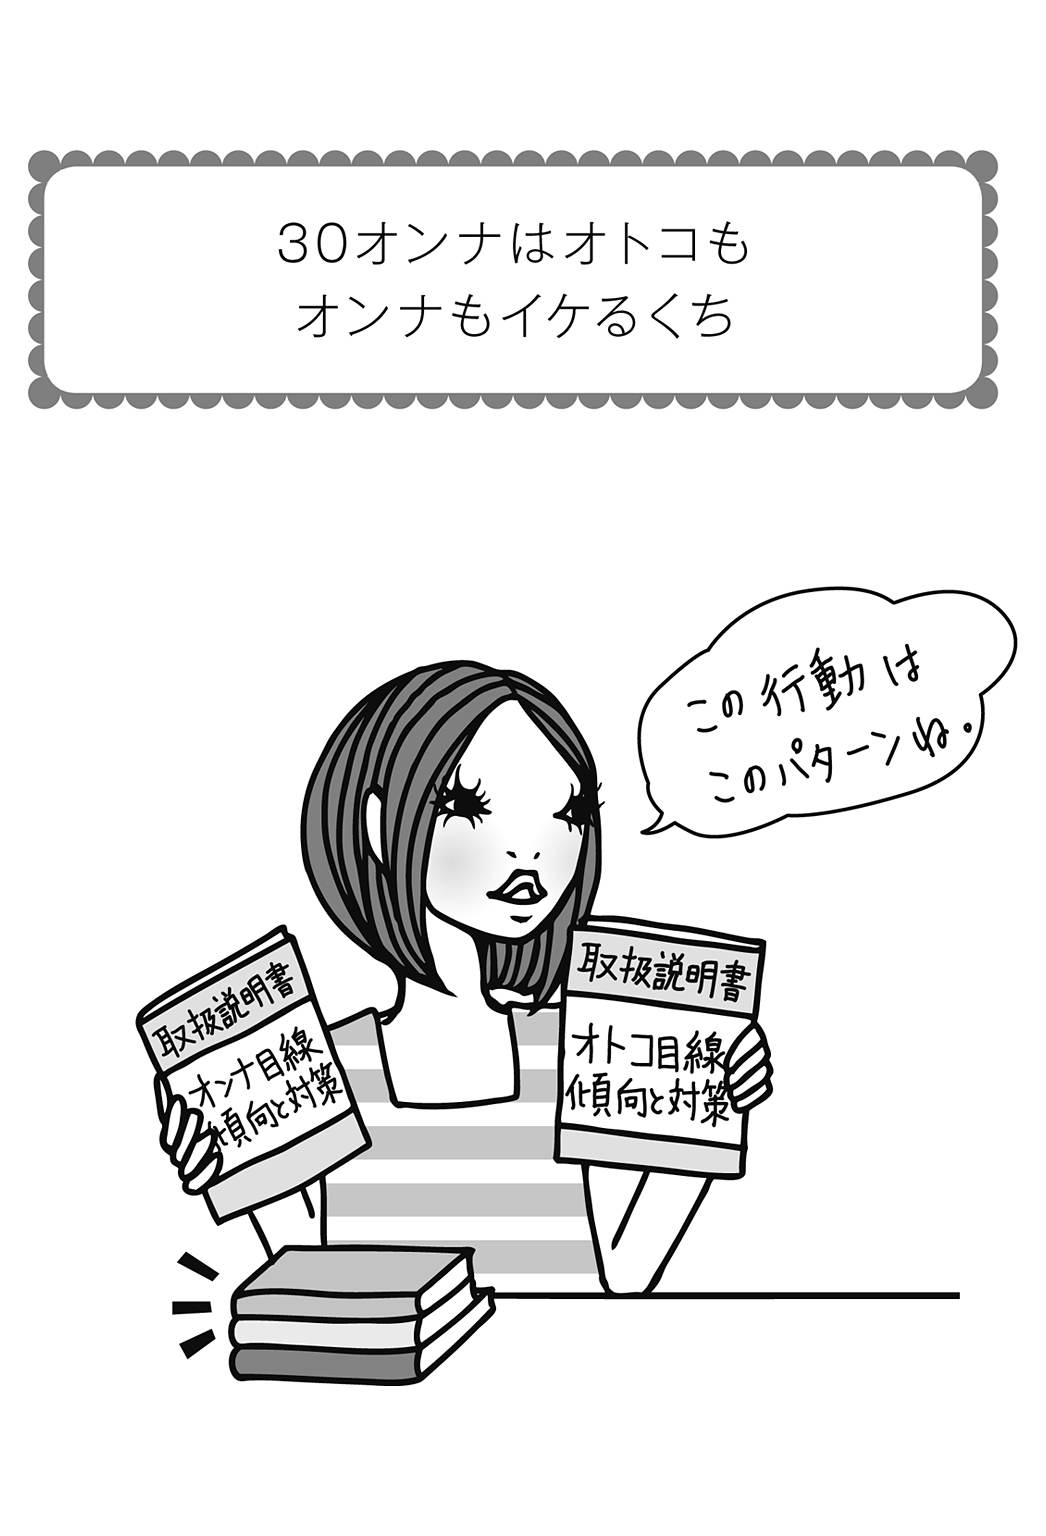 30オンナはオトコも
オンナもイケるくち
この行動は
このパターンね。
取扱説明書
オンナ目線
傾向と対策
取扱説明書
オトコ目線
傾向と対策